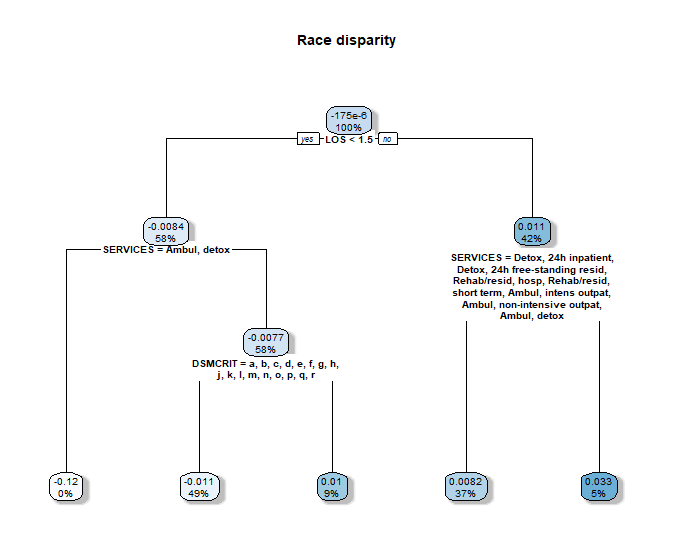 Race disparity
-175e-6
100%
yes
LOS < 1.5
no
-0.0084
58%
0.011
42%
SERVICES = Ambul, detox
SERVICES = Detox, 24h inpatient,
Detox, 24h free-standing resid,
Rehab/resid, hosp, Rehab/resid,
short term, Ambul, intens outpat,
Ambul, non-intensive outpat,
Ambul, detox
-0.0077
58%
DSMCRIT = a, b, c, d, e, f, g, h,
j, k, l, m, n, o, p, q, r
-0.12
0%
-0.011
49%
0.01
9%
0.0082
37%
0.033
5%